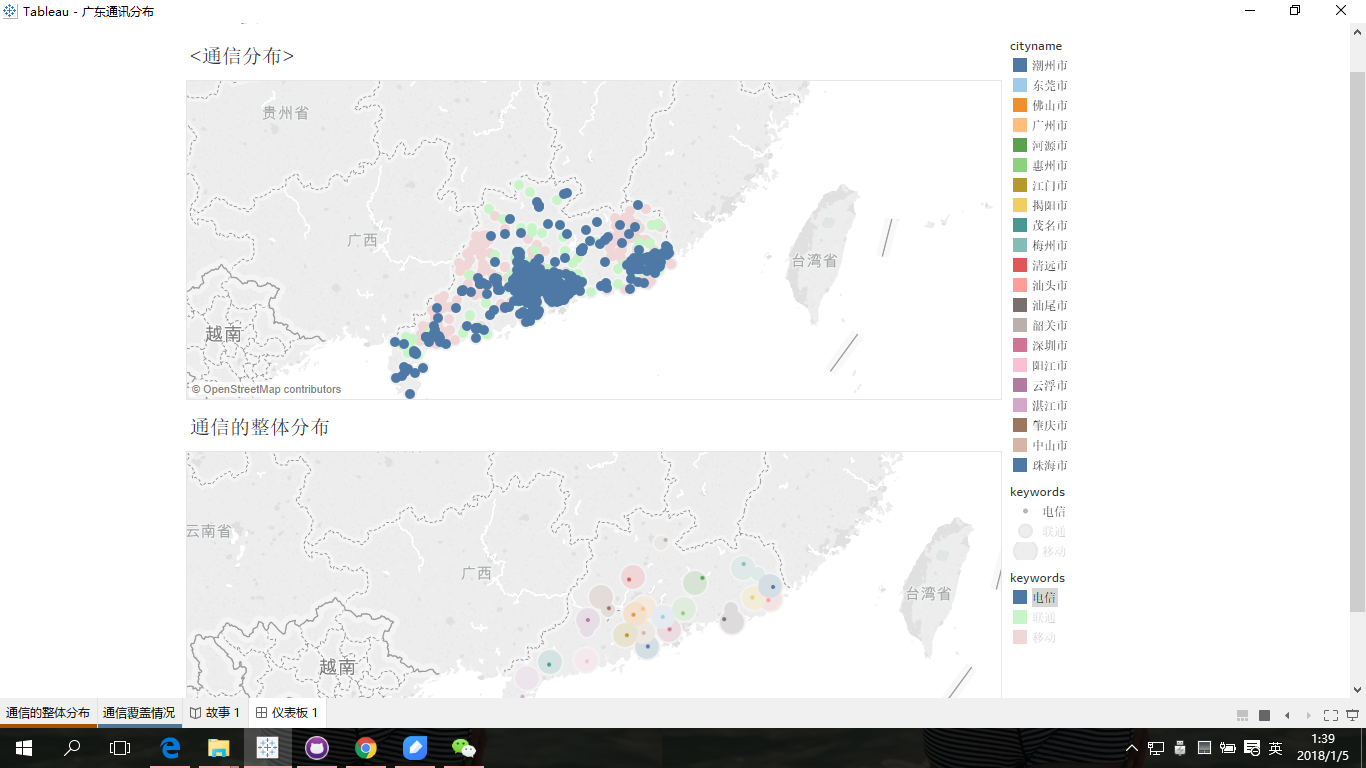 Tableau - 广东通讯分布
<通信分布>
贵州省
广西
台湾省
越南
© OpenStreetMap contributors
通信的整体分布
云南省
广西
台湾省
越南
cityname
潮州市
东莞市
佛山市
广州市
河源市
惠州市
江门市
揭阳市
茂名市
梅州市
清远市
汕头市
汕尾市
韶关市
深圳市
阳江市
云浮市
湛江市
肇庆市
中山市
珠海市
keywords
电信
联通
移动
keywords
电信
联通
移动
通信的整体分布 通信覆盖情况 故事 1 仪表板 1
英
1:39
2018/1/5